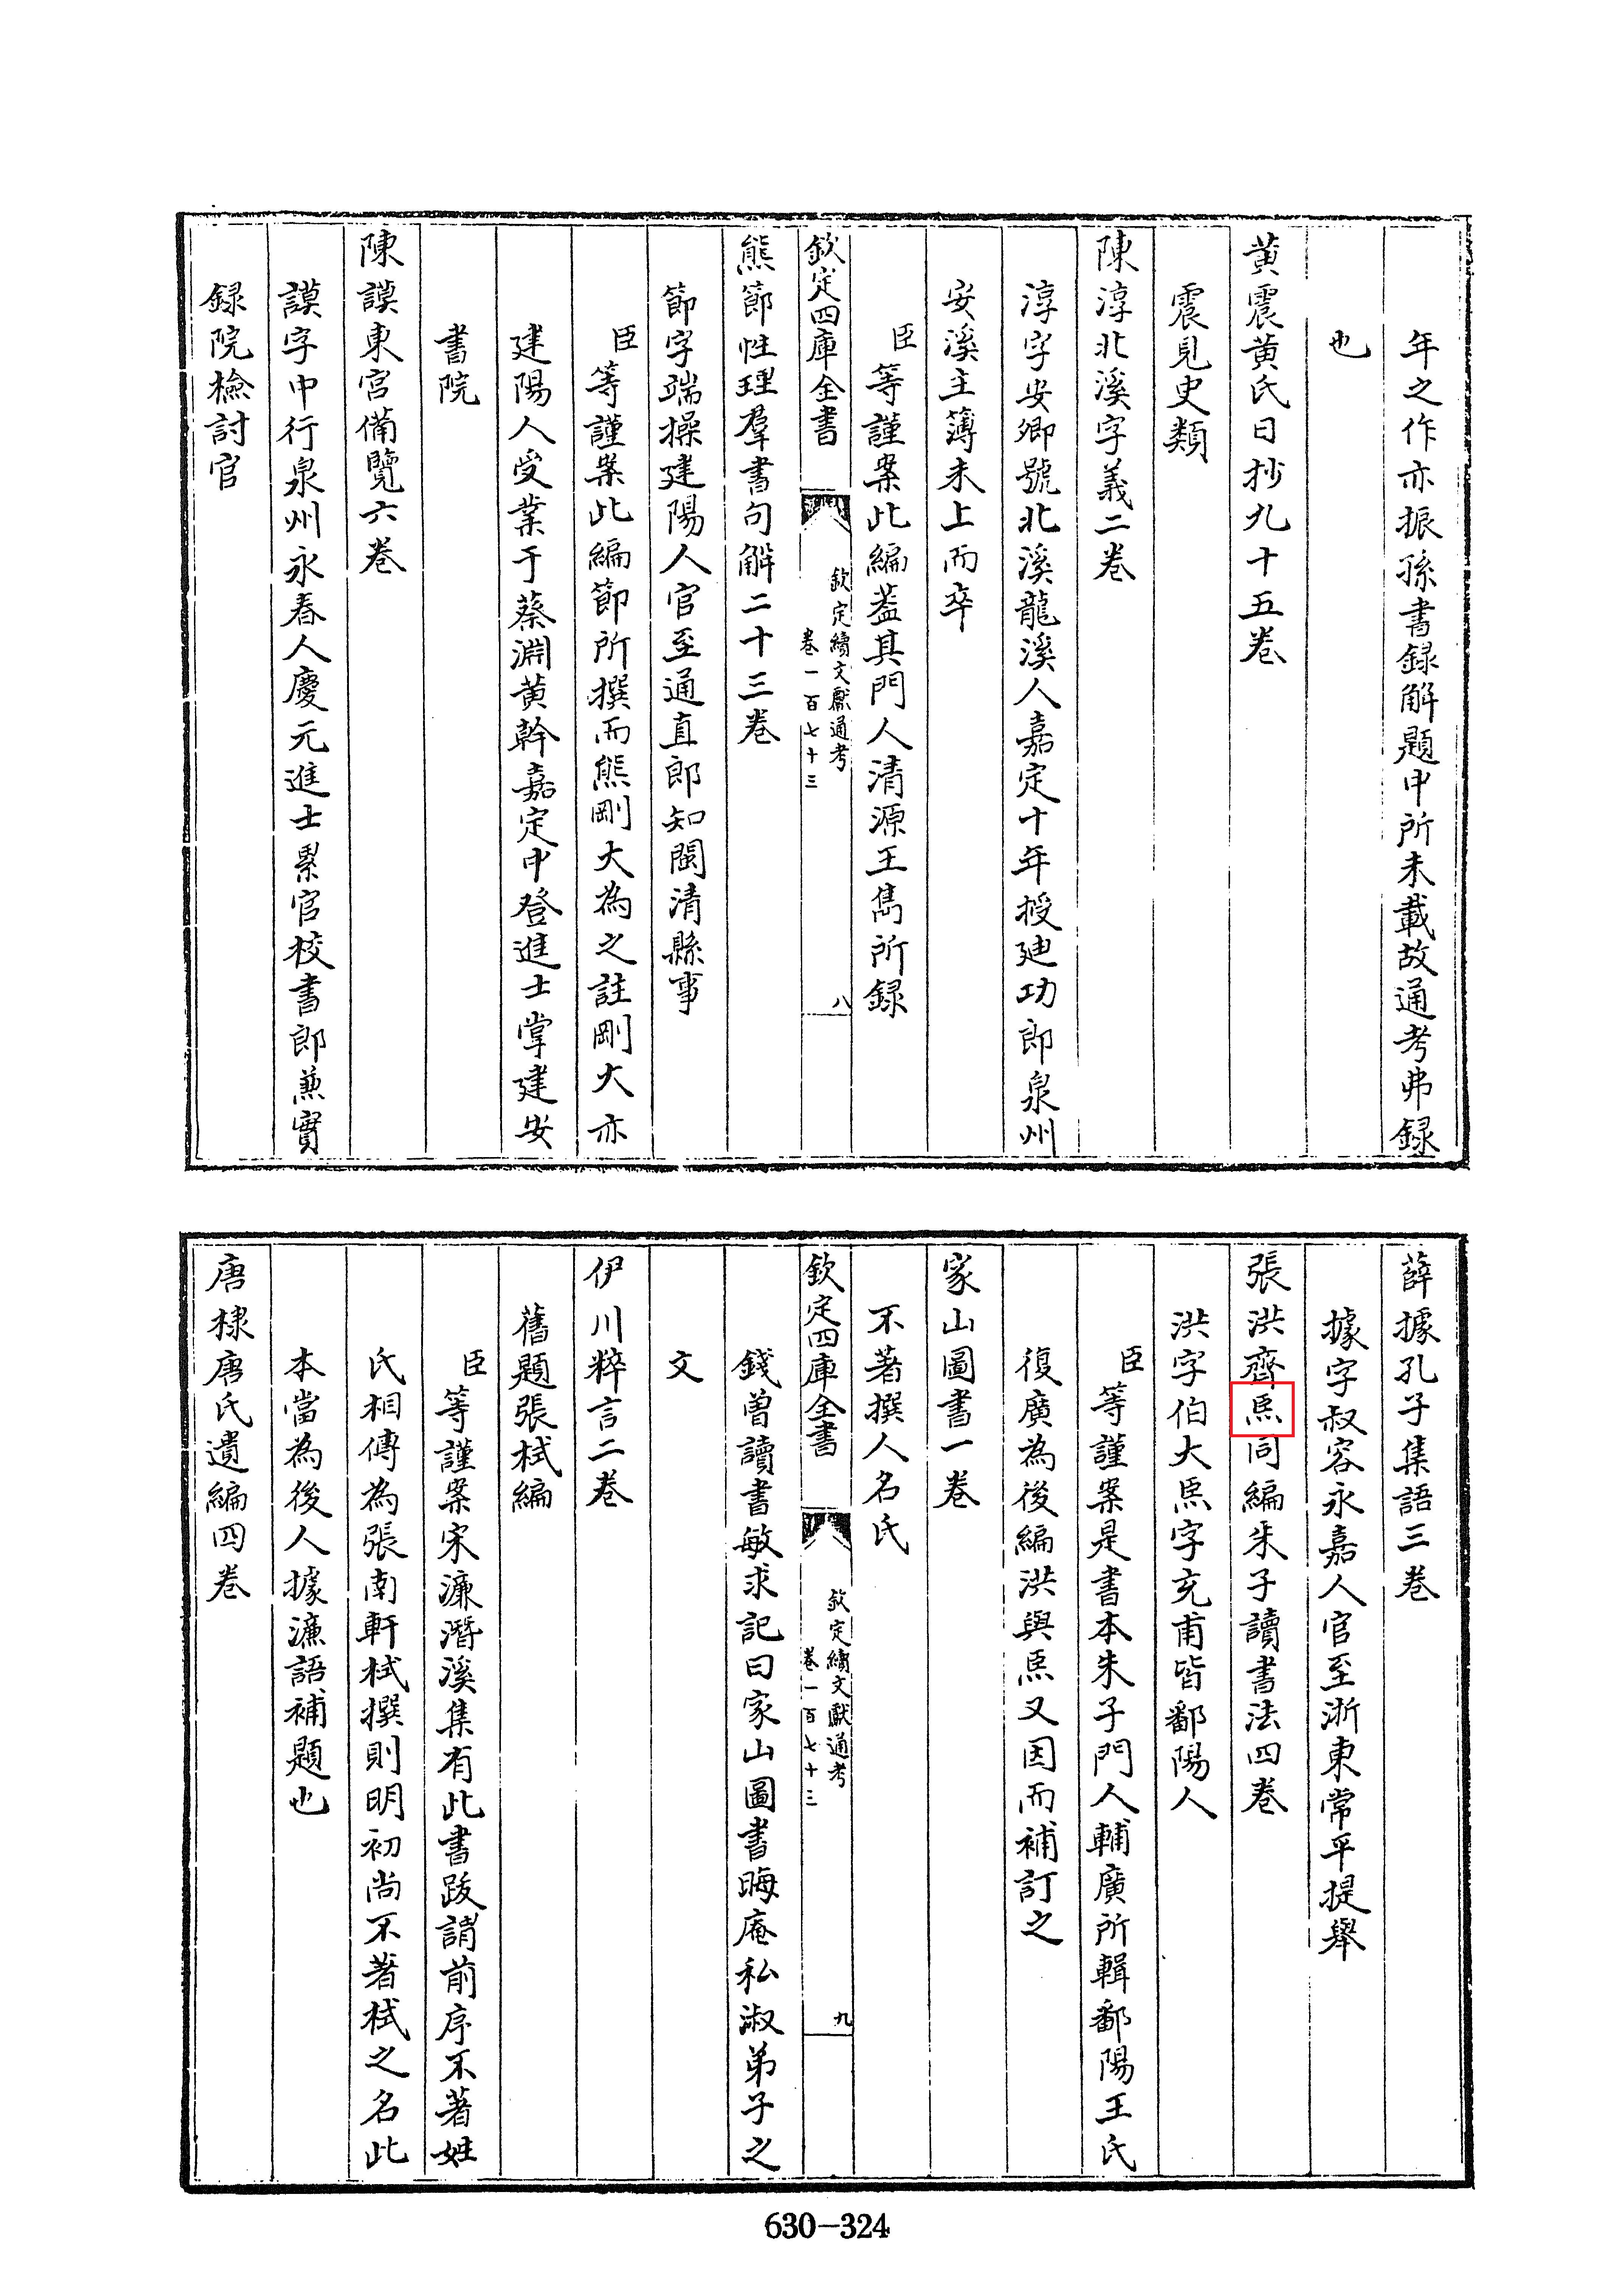 年之作亦振孫書録解題中所未載故通考弗録
也
黄震黄氏日抄九十五卷
震見史類
陳淳北溪字義二卷
淳字安卿號北溪龍溪人嘉定十年授廸功郎泉州
安溪主簿未上而卒
臣等謹案此編葢其門人清源王雋所録
欽定四庫全書
欽定續文獻通考
卷一百七十三
八
熊節性理羣書句解二十三卷
節字端操建陽人官至通直郎知閩清縣事
臣等謹案此編節所撰而熊剛大為之註剛大亦
建陽人受業于蔡淵黄幹嘉定中登進士掌建安
書院
陳謨東宮備覽六卷
謨字中行泉州永春人慶元進士累官校書郎兼實
録院檢討官
薛據孔子集語三卷
據字叔容永嘉人官至浙東常平提舉
張洪齊𤋮同編朱子讀書法四卷
洪字伯大𤋮字充甫皆鄱陽人
臣等謹案是書本朱子門人輔廣所輯鄱陽王氏
復廣為後編洪與𤋮又因而補訂之
家山圖書一卷
不著撰人名氏
欽定四庫全書
欽定續文獻通考
卷一百七十三
九
錢曾讀書敏求記曰家山圖書晦庵私淑弟子之
文
伊川粹言二卷
舊題張栻編
臣等謹案宋濂潛溪集有此書跋謂前序不著姓
氏相傳為張南軒栻撰則明初尚不著栻之名此
本當為後人據濂語補題也
唐棣唐氏遺編四卷
630-324